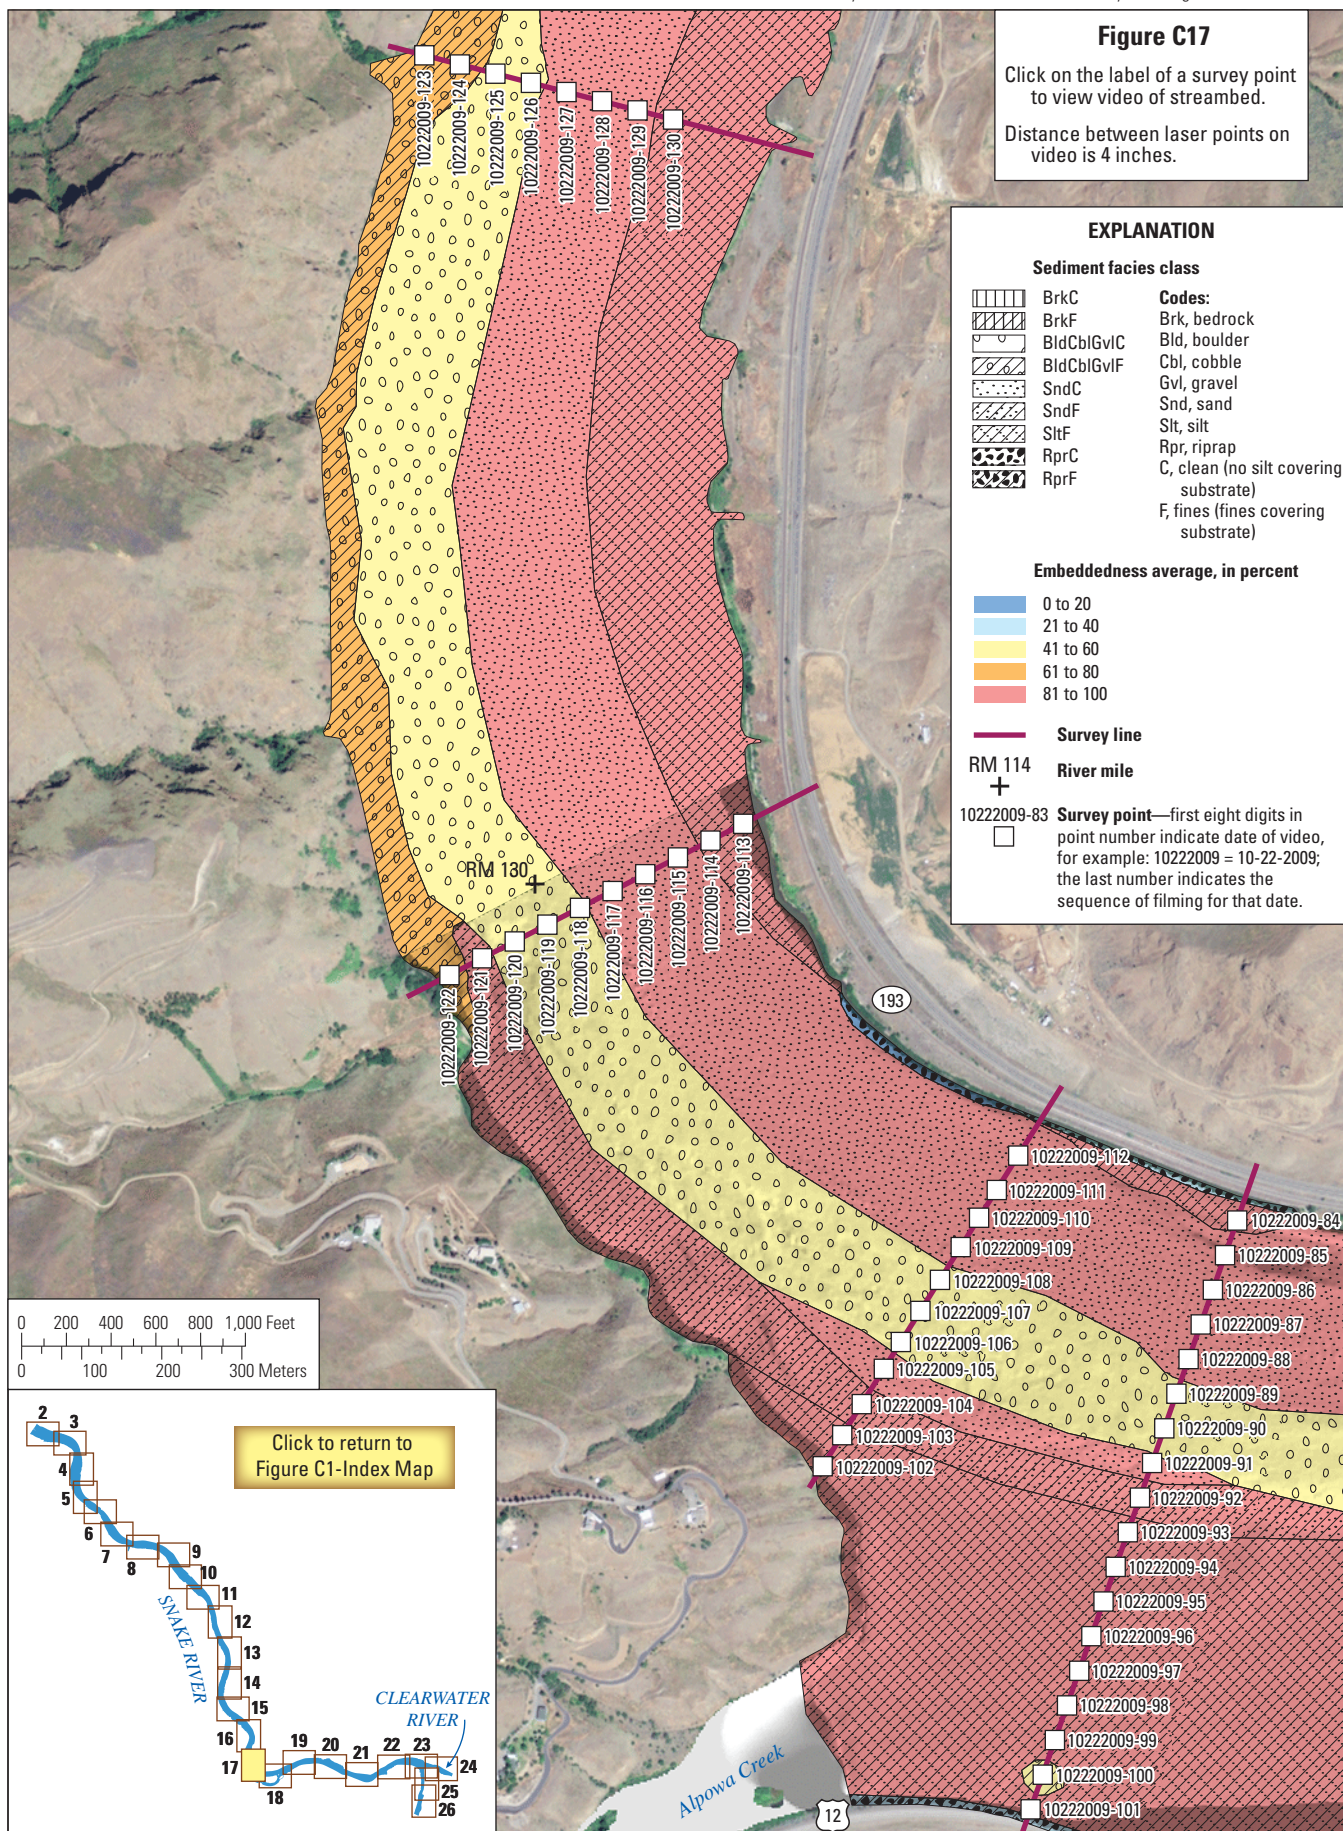 Figure C17
Click on the label of a survey point
to view video of streambed.
Distance between laser points on
video is 4 inches.
EXPLANATION
Sediment facies class
BrkC
BrkF
BldCblGvlC
BldCblGvlF
SndC
SndF
SltF
RprC
RprF
Codes:
Brk, bedrock
Bld, boulder
Cbl, cobble
Gvl, gravel
Snd, sand
Slt, silt
Rpr, riprap
C, clean (no silt covering
substrate)
F, fines (fines covering
substrate)
Embeddedness average, in percent
0 to 20
21 to 40
41 to 60
61 to 80
81 to 100
Survey line
RM 114
River mile
10222009-83
Survey point—first eight digits in
point number indicate date of video,
for example: 10222009 = 10-22-2009;
the last number indicates the
sequence of filming for that date.
10222009-123
10222009-124
10222009-125
10222009-126
10222009-127
10222009-128
10222009-129
10222009-130
RM 130
10222009-122
10222009-121
10222009-120
10222009-119
10222009-118
10222009-117
10222009-116
10222009-115
10222009-114
10222009-113
193
10222009-112
10222009-111
10222009-110
10222009-109
10222009-108
10222009-107
10222009-106
10222009-105
10222009-104
10222009-103
10222009-102
10222009-84
10222009-85
10222009-86
10222009-87
10222009-88
10222009-89
10222009-90
10222009-91
10222009-92
10222009-93
10222009-94
10222009-95
10222009-96
10222009-97
10222009-98
10222009-99
10222009-100
10222009-101
0 200 400 600 800 1,000 Feet
0 100 200 300 Meters
Click to return to
Figure C1-Index Map
2
3
4
5
6
7
8
9
10
11
12
13
14
15
16
17
18
19
20
21
22
23
24
25
26
SNAKE RIVER
CLEARWATER
RIVER
Alpowa Creek
12